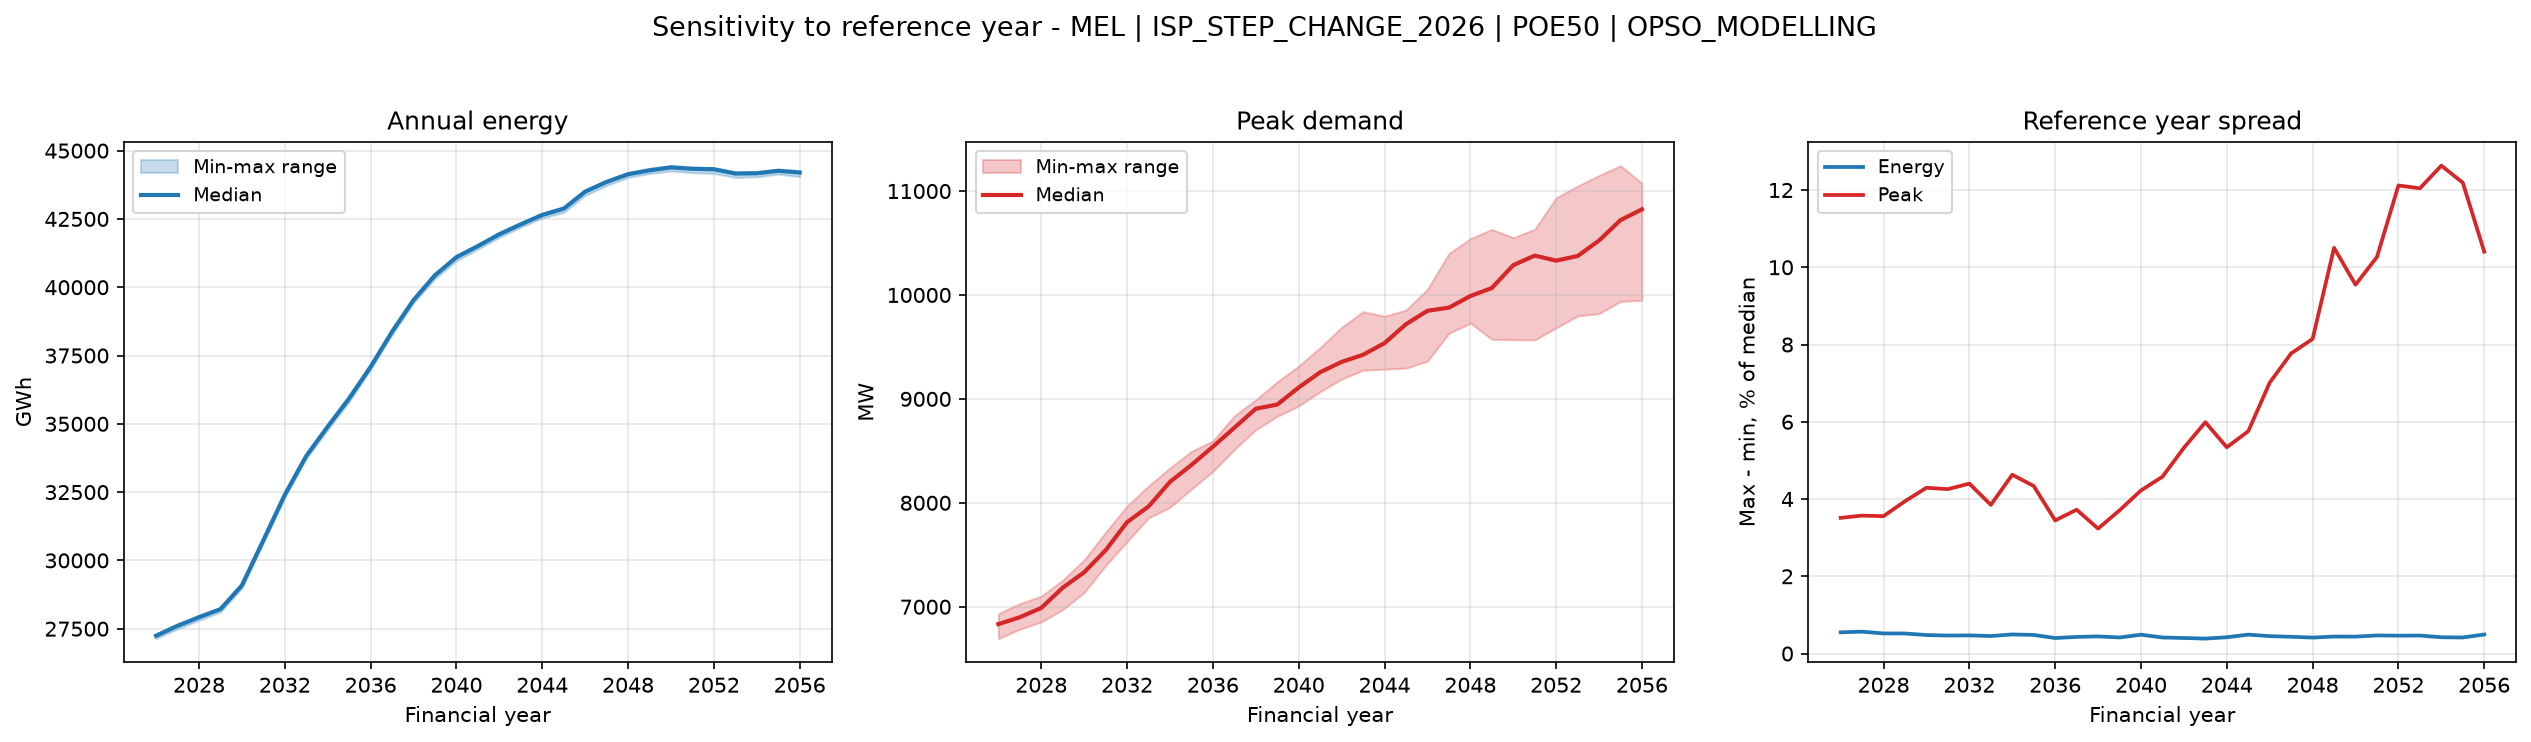 Sensitivity to reference year - MEL | ISP_STEP_CHANGE_2026 | POE50 | OPSO_MODELLING
Annual energy
Min-max range
Median
45000
42500
40000
37500
35000
32500
30000
27500
GWh
2028 2032 2036 2040 2044 2048 2052 2056
Financial year
Peak demand
Min-max range
Median
11000
10000
9000
8000
7000
MW
2028 2032 2036 2040 2044 2048 2052 2056
Financial year
Reference year spread
Energy
Peak
12
10
8
6
4
2
0
Max - min, % of median
2028 2032 2036 2040 2044 2048 2052 2056
Financial year